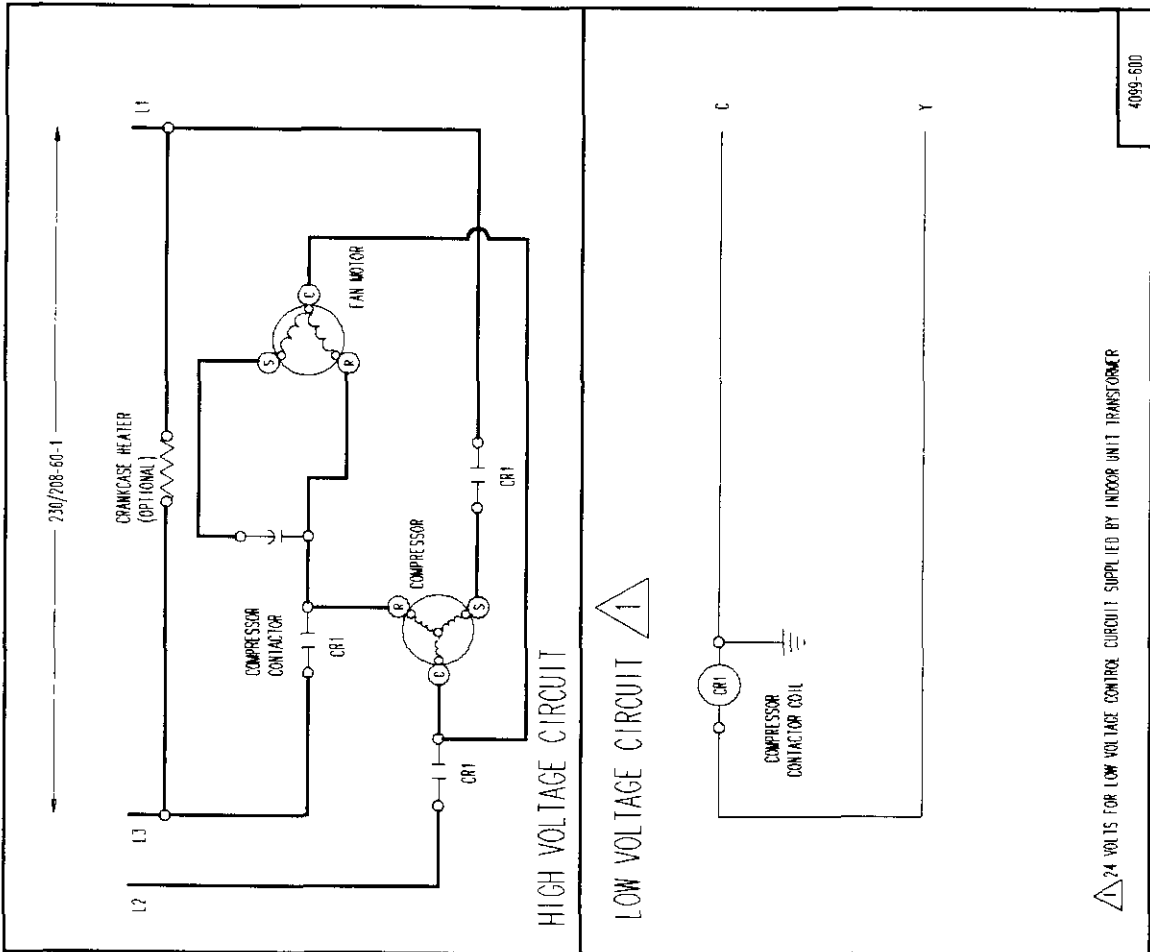 230/208-60-1
L2
L3
L1
CRANKCASE HEATER
(OPTIONAL)
S
C
R
FAN MOTOR
COMPRESSOR
CONTACTOR
CR1
R
COMPRESSOR
C
S
CR1
CR1
HIGH VOLTAGE CIRCUIT
LOW VOLTAGE CIRCUIT
1
CR1
C
COMPRESSOR
CONTACTOR COIL
Y
1 24 VOLTS FOR LOW VOLTAGE CONTROL CURCUIT SUPPLIED BY INDOOR UNIT TRANSFORMER
4099-600